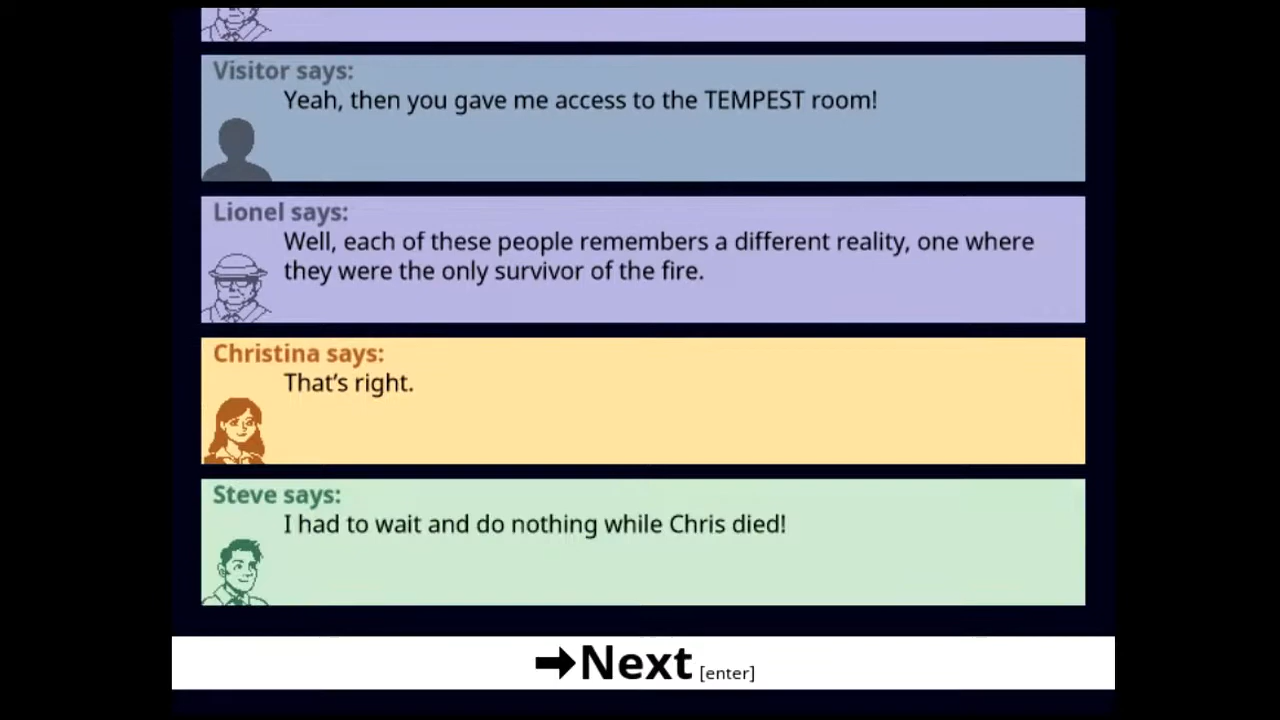 Visitor says:
Yeah, then you gave me access to the TEMPEST room!
Lionel says:
Well, each of these people remembers a different reality, one where
they were the only survivor of the fire.
Christina says:
That’s right.
Steve says:
I had to wait and do nothing while Chris died!
➡Next [enter]